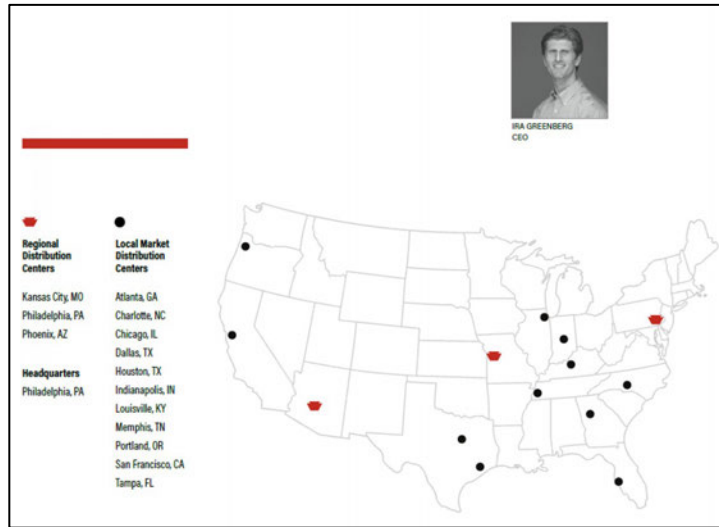 IRA GREENBERG
CEO
Regional
Distribution
Centers
Kansas City, MO
Philadelphia, PA
Phoenix, AZ
Headquarters
Philadelphia, PA
Local Market
Distribution
Centers
Atlanta, GA
Charlotte, NC
Chicago, IL
Dallas, TX
Houston, TX
Indianapolis, IN
Louisville, KY
Memphis, TN
Portland, OR
San Francisco, CA
Tampa, FL